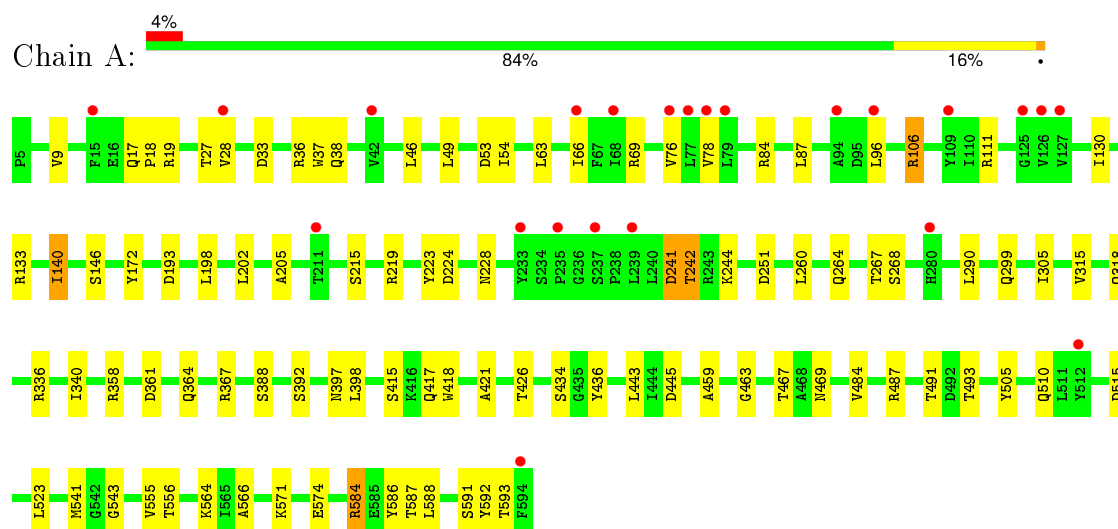 4%
Chain A:
84%
16%
•
P5 V9 F15 E16 Q17 P18 R19 T27 V28 D33 R36 W37 Q38 V42 L46 L49 D53 I54 L63 I66 F67 I68 R69 V76 L77 V78 L79 R84 L87 A94 D95 L96 R106 Y109 I110 R111 G125 V126 V127 I130
R133 I140 S146 Y172 D193 L198 L202 A205 T211 S215 R219 Y223 D224 N228 Y233 S234 P235 G236 S237 P238 L239 L240 D241 T242 R243 K244 D251 L260 Q264 T267 S268 H280 L290 Q299 I305 V315 Q318
R336 I340 R358 D361 Q364 R367 S388 S392 N397 L398 S415 K416 Q417 W418 A421 T426 S434 G435 Y436 L443 I444 D445 A459 G463 T467 A468 N469 V484 R487 T491 D492 T493 Y505 Q510 L511 Y512 D515
L523 M541 G542 G543 V555 T556 K564 I565 A566 K571 E574 R584 E585 Y586 T587 L588 S591 Y592 T593 F594